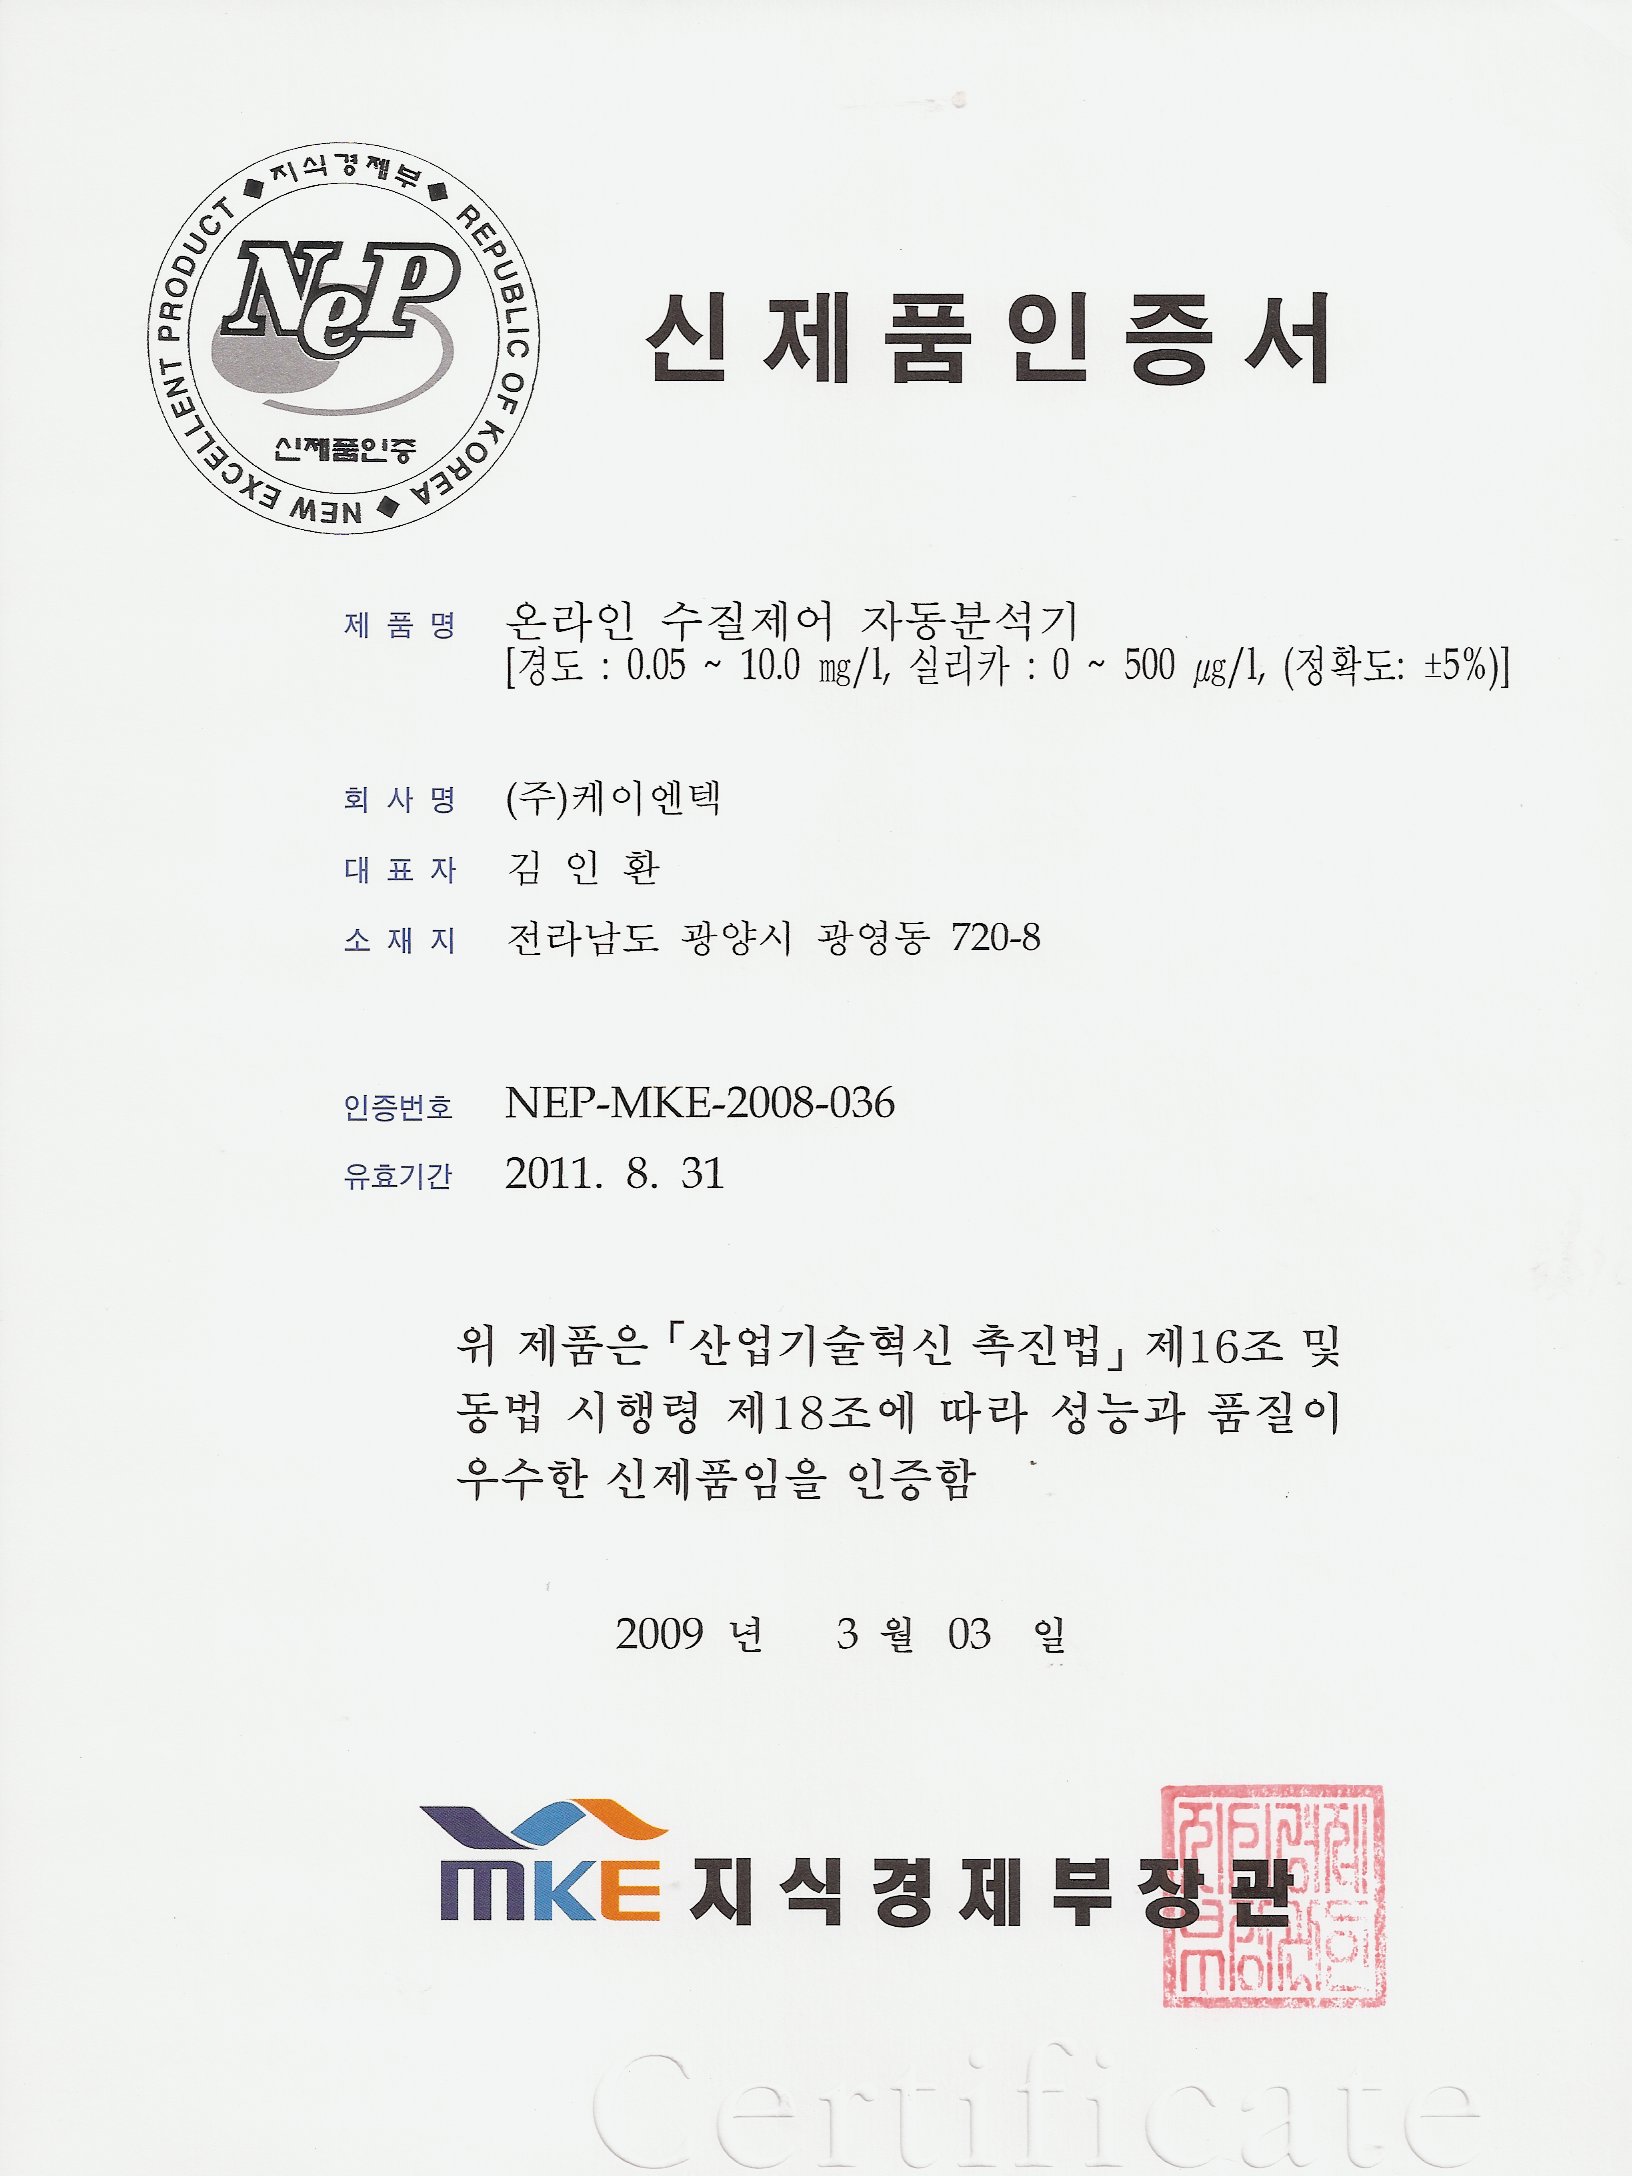 지식경제부
REPUBLIC OF KOREA
NEW EXCELLENT PRODUCT
NeP
신제품인증
신제품인증서
제품명 온라인 수질제어 자동분석기
[경도 : 0.05 ~ 10.0 ㎎/l, 실리카 : 0 ~ 500 ㎍/l, (정확도: ±5%)]
회사명 (주)케이엔텍
대표자 김인환
소재지 전라남도 광양시 광영동 720-8
인증번호 NEP-MKE-2008-036
유효기간 2011. 8. 31
위 제품은 ｢산업기술혁신 촉진법｣ 제16조 및
동법 시행령 제18조에 따라 성능과 품질이
우수한 신제품임을 인증함
2009 년 3 월 03 일
MKE 지식경제부장관
지식경제부장관인
Certificate